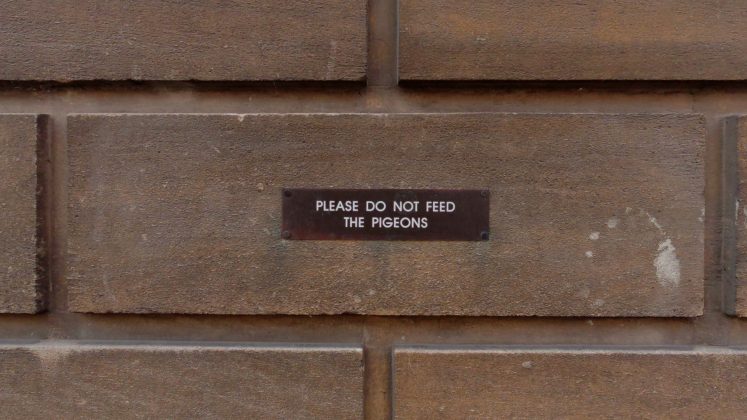 PLEASE DO NOT FEED
THE PIGEONS